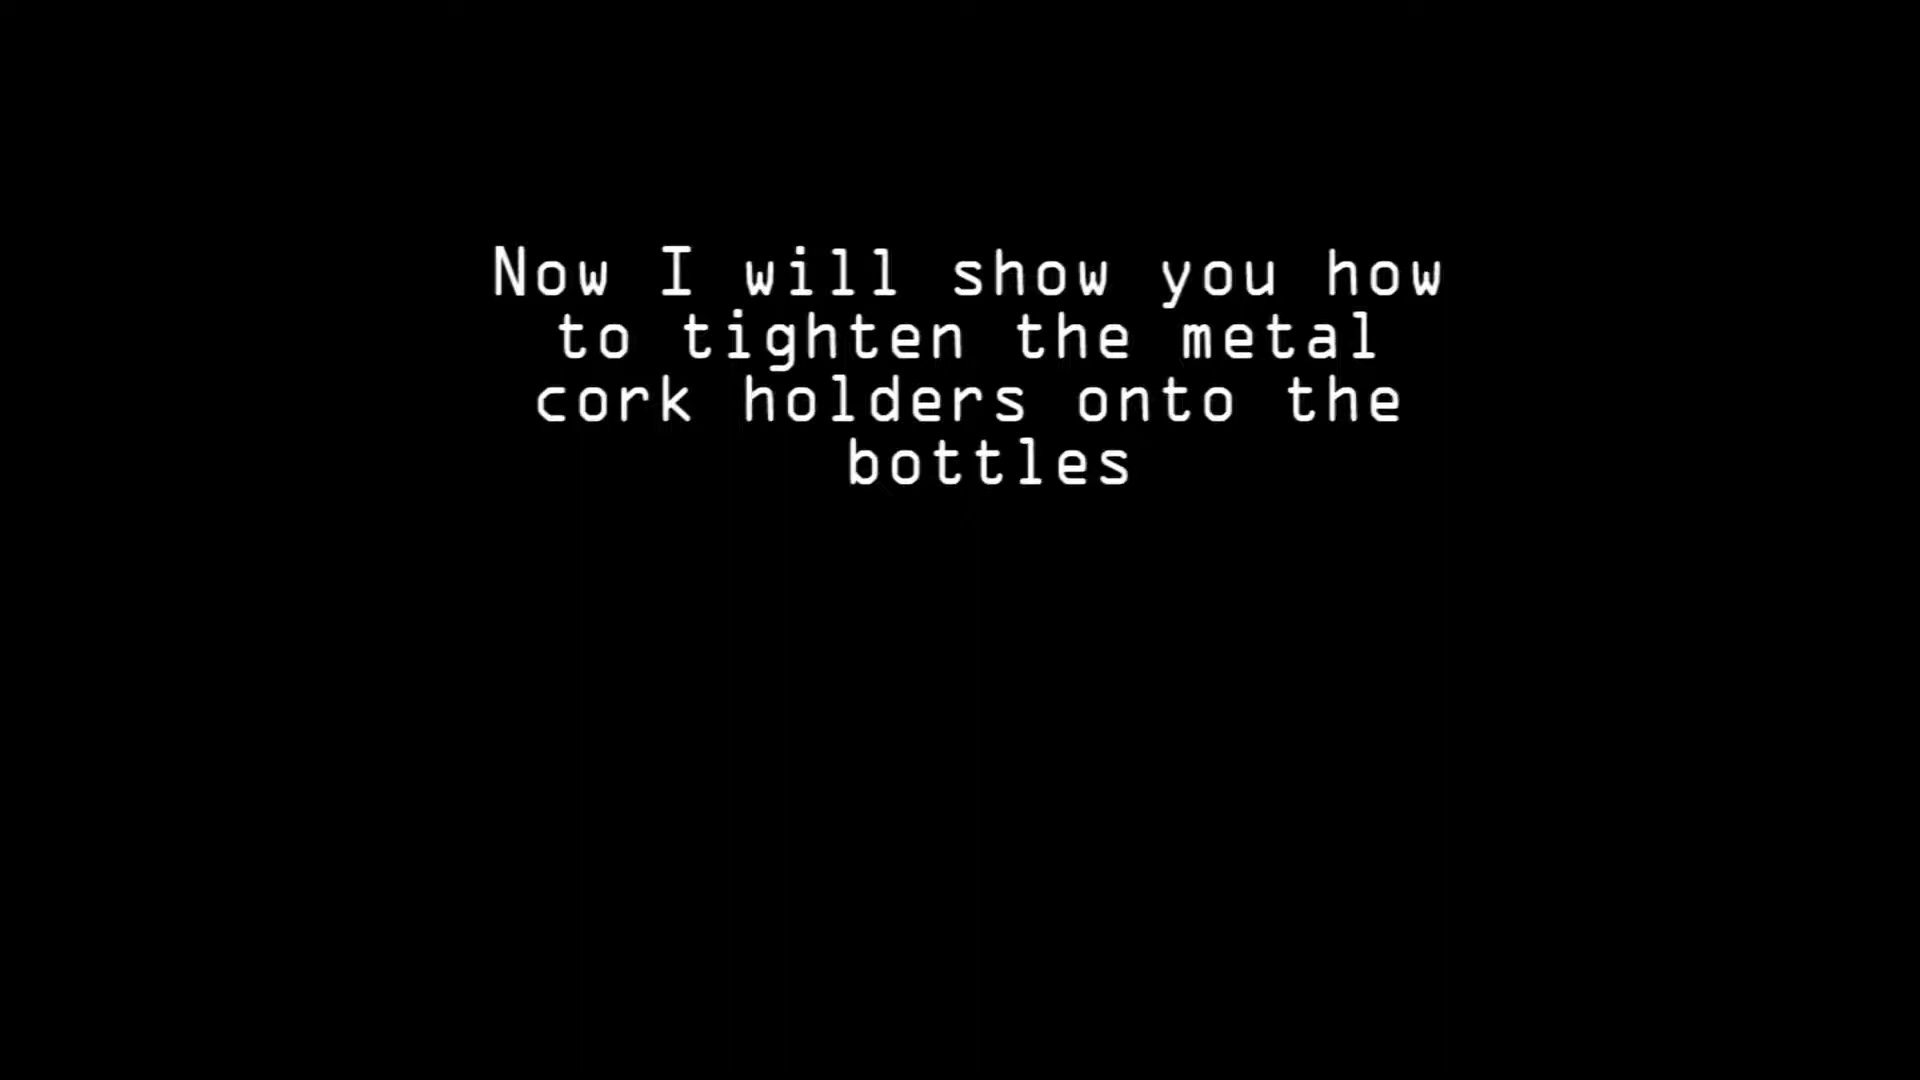 Now I will show you how
to tighten the metal
cork holders onto the
bottles